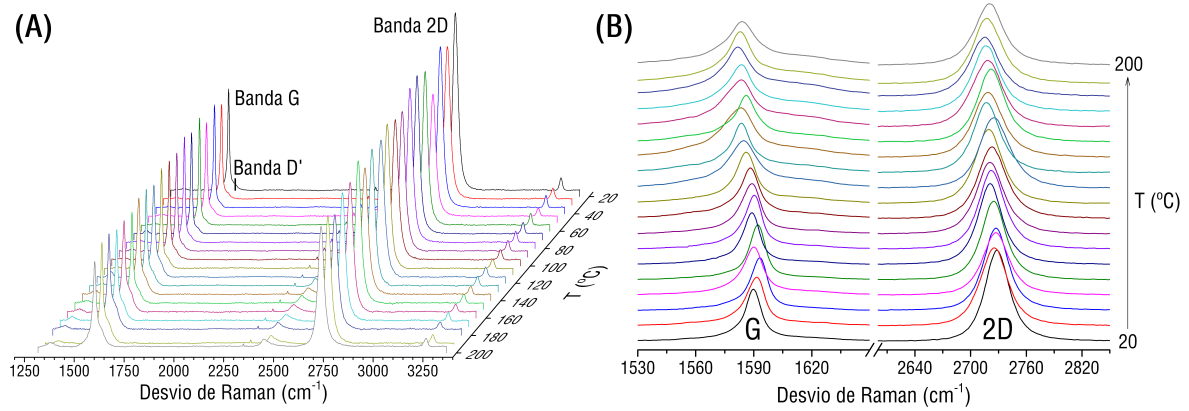 (A)
Banda 2D
Banda G
Banda D'
20
40
60
80
100
120
140
160
180
200
T (ºC)
1250 1500 1750 2000 2250 2500 2750 3000 3250
Desvio de Raman (cm-1)
(B)
200
T (ºC)
20
G
2D
1530 1560 1590 1620 2640 2700 2760 2820
Desvio de Raman (cm-1)